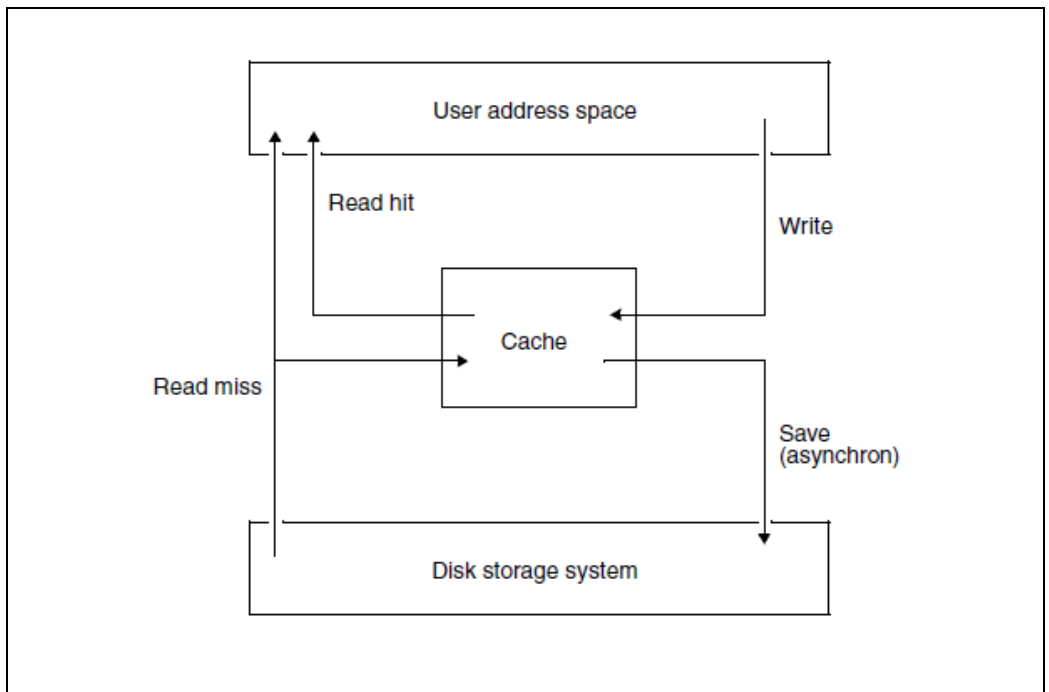 User address space
Read hit
Write
Cache
Read miss
Save
(asynchron)
Disk storage system